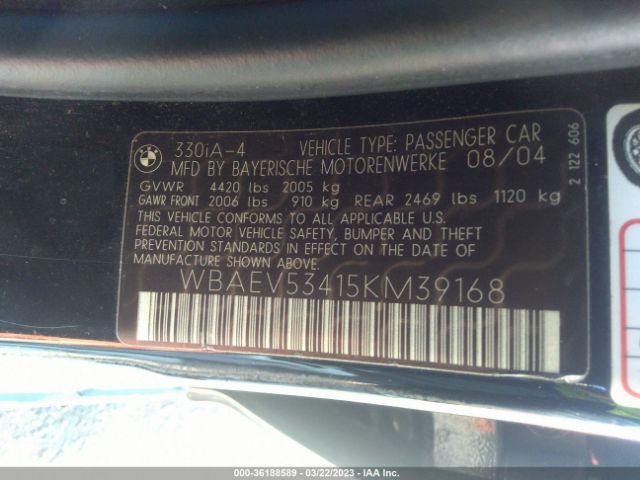 330iA-4 VEHICLE TYPE: PASSENGER CAR
MFD BY BAYERISCHE MOTORENWERKE 08/04
GVWR 4420 lbs 2005 kg
GAWR FRONT 2006 lbs 910 kg REAR 2469 lbs 1120 kg
THIS VEHICLE CONFORMS TO ALL APPLICABLE U.S.
FEDERAL MOTOR VEHICLE SAFETY, BUMPER AND THEFT
PREVENTION STANDARDS IN EFFECT ON THE DATE OF
MANUFACTURE SHOWN ABOVE:
WBAEV53415KM39168
2 122 606
000-36188589 - 03/22/2023 - IAA Inc.